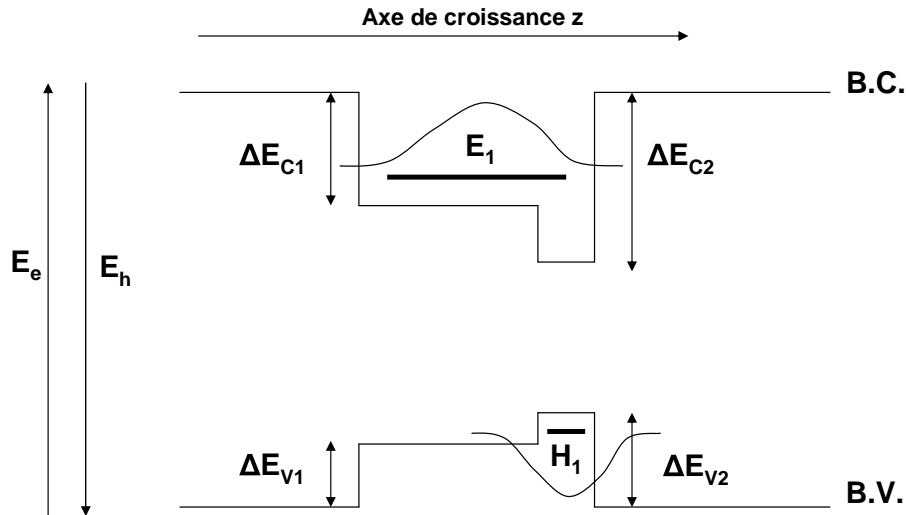 Axe de croissance z
B.C.
ΔE_C1
E_1
ΔE_C2
E_e
E_h
ΔE_V1
H_1
ΔE_V2
B.V.